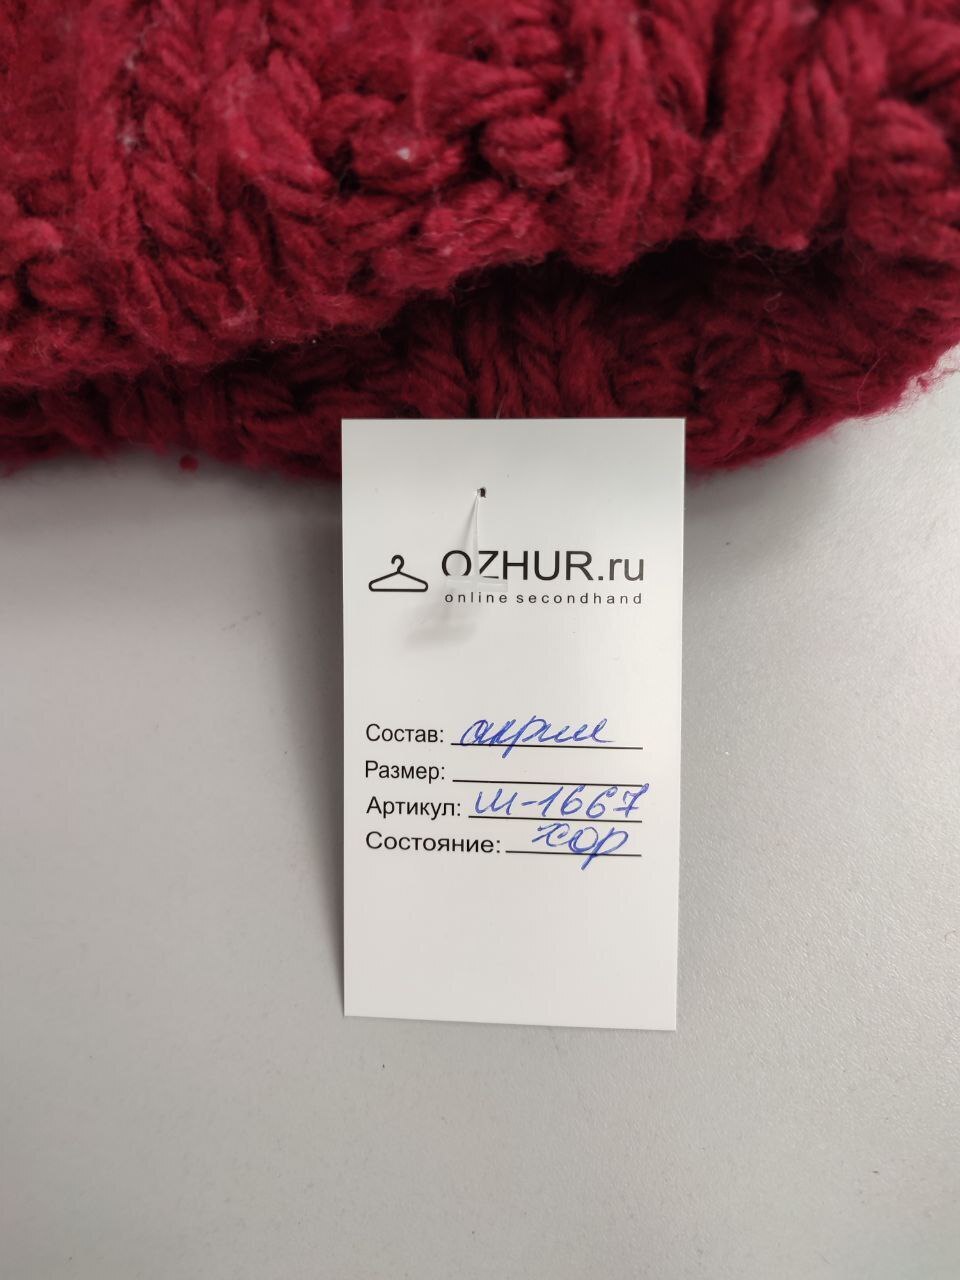 OZHUR.ru
online secondhand
Состав: акрил
Размер:
Артикул: Ш-1667
Состояние: хор